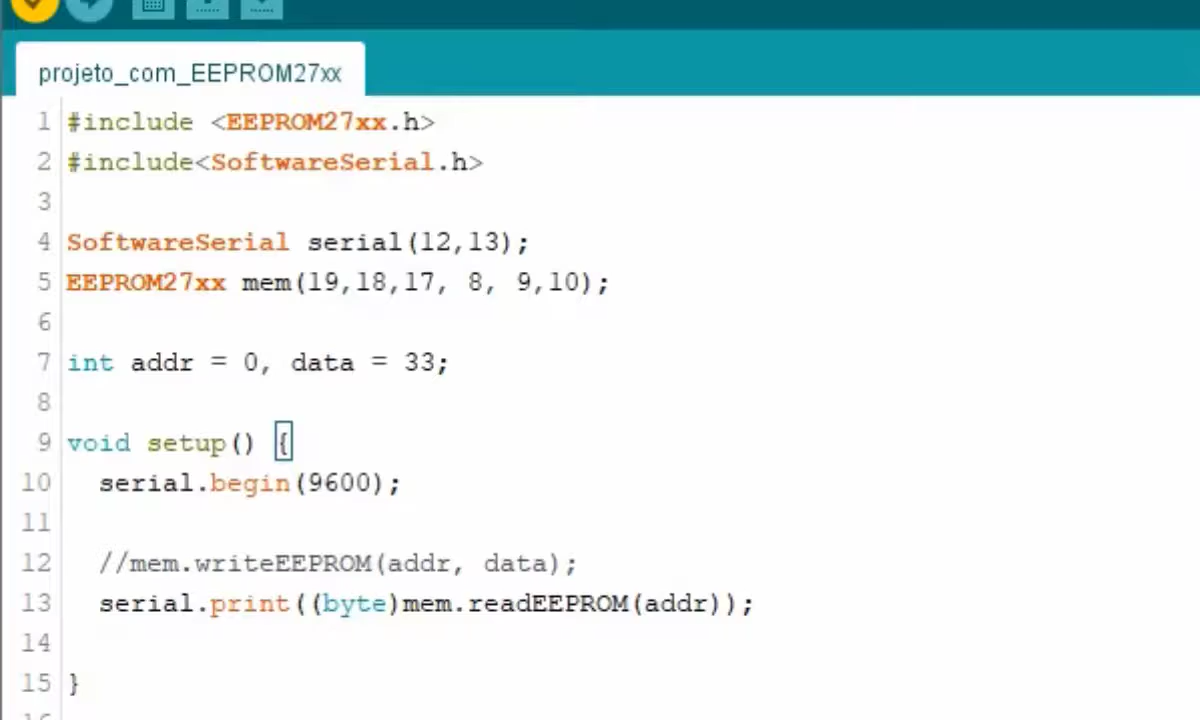 projeto_com_EEPROM27xx
1 #include <EEPROM27xx.h>
2 #include<SoftwareSerial.h>
3
4 SoftwareSerial serial(12,13);
5 EEPROM27xx mem(19,18,17, 8, 9,10);
6
7 int addr = 0, data = 33;
8
9 void setup() {
10 serial.begin(9600);
11
12 //mem.writeEEPROM(addr, data);
13 serial.print((byte)mem.readEEPROM(addr));
14
15 }